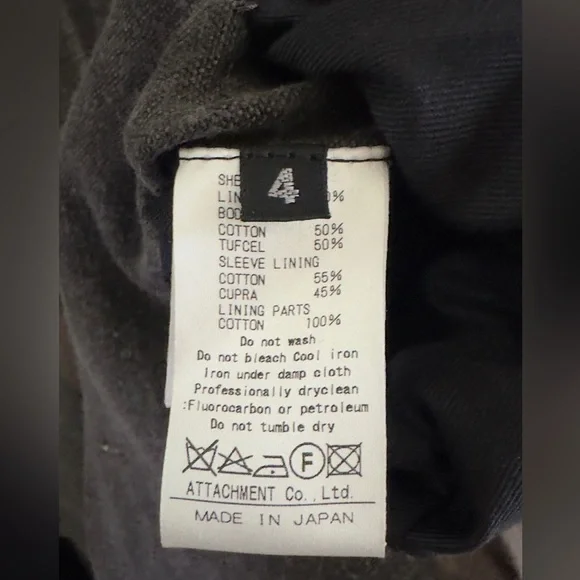 4
COTTON 50%
TUFCEL 50%
SLEEVE LINING
COTTON 55%
CUPRA 45%
LINING PARTS
COTTON 100%
Do not wash
Do not bleach Cool iron
Iron under damp cloth
Professionally dryclean
:Fluorocarbon or petroleum
Do not tumble dry
F
ATTACHMENT Co.,Ltd.
MADE IN JAPAN